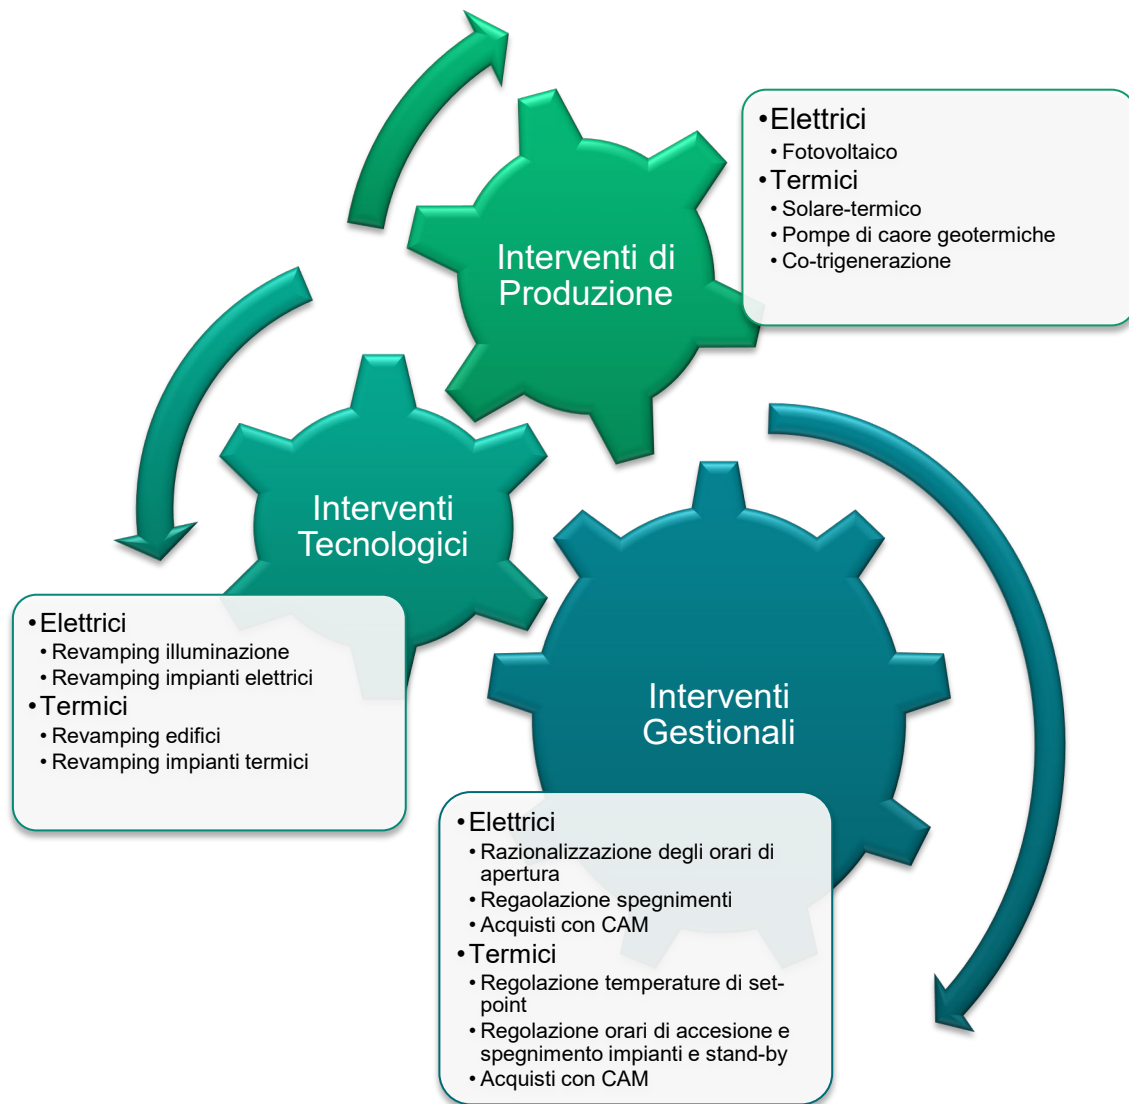 Interventi di
Produzione
•Elettrici
•Fotovoltaico
•Termici
•Solare-termico
•Pompe di caore geotermiche
•Co-trigenerazione
Interventi
Tecnologici
•Elettrici
•Revamping illuminazione
•Revamping impianti elettrici
•Termici
•Revamping edifici
•Revamping impianti termici
Interventi
Gestionali
•Elettrici
•Razionalizzazione degli orari di
apertura
•Regaolazione spegnimenti
•Acquisti con CAM
•Termici
•Regolazione temperature di set-
point
•Regolazione orari di accesione e
spegnimento impianti e stand-by
•Acquisti con CAM